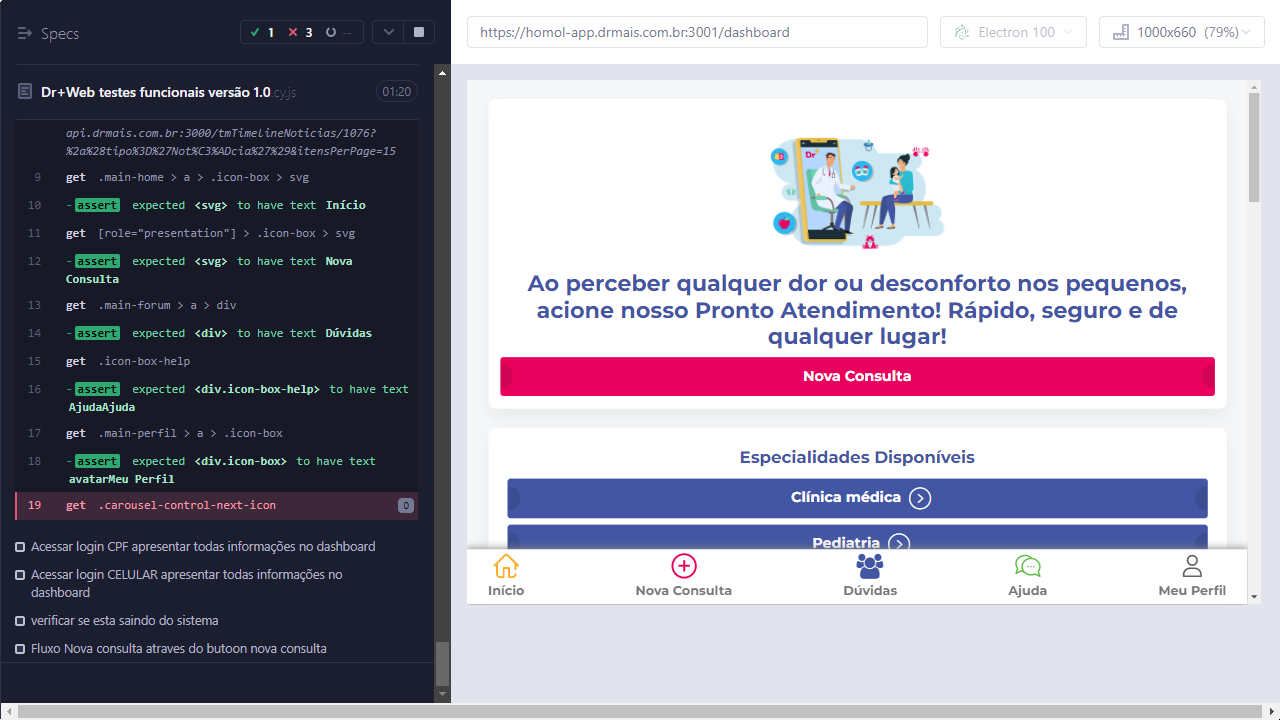 Specs
1
3
--
Dr+Web testes funcionais versão 1.0.cy.js
01:20
api.drmais.com.br:3000/tmTimelineNoticias/1076?
%2a%28tipo%3D%27Not%C3%ADcia%27%29&itensPerPage=15
9 get .main-home > a > .icon-box > svg
10 -assert expected <svg> to have text Início
11 get [role="presentation"] > .icon-box > svg
12 -assert expected <svg> to have text Nova
Consulta
13 get .main-forum > a > div
14 -assert expected <div> to have text Dúvidas
15 get .icon-box-help
16 -assert expected <div.icon-box-help> to have text
AjudaAjuda
17 get .main-perfil > a > .icon-box
18 -assert expected <div.icon-box> to have text
avatarMeu Perfil
19 get .carousel-control-next-icon 0
Acessar login CPF apresentar todas informações no dashboard
Acessar login CELULAR apresentar todas informações no
dashboard
verificar se esta saindo do sistema
Fluxo Nova consulta atraves do butoon nova consulta
https://homol-app.drmais.com.br:3001/dashboard
Electron 100
1000x660 (79%)
Dr
Ao perceber qualquer dor ou desconforto nos pequenos,
acione nosso Pronto Atendimento! Rápido, seguro e de
qualquer lugar!
Nova Consulta
Especialidades Disponíveis
Clínica médica
Pediatria
Início
Nova Consulta
Dúvidas
Ajuda
Meu Perfil